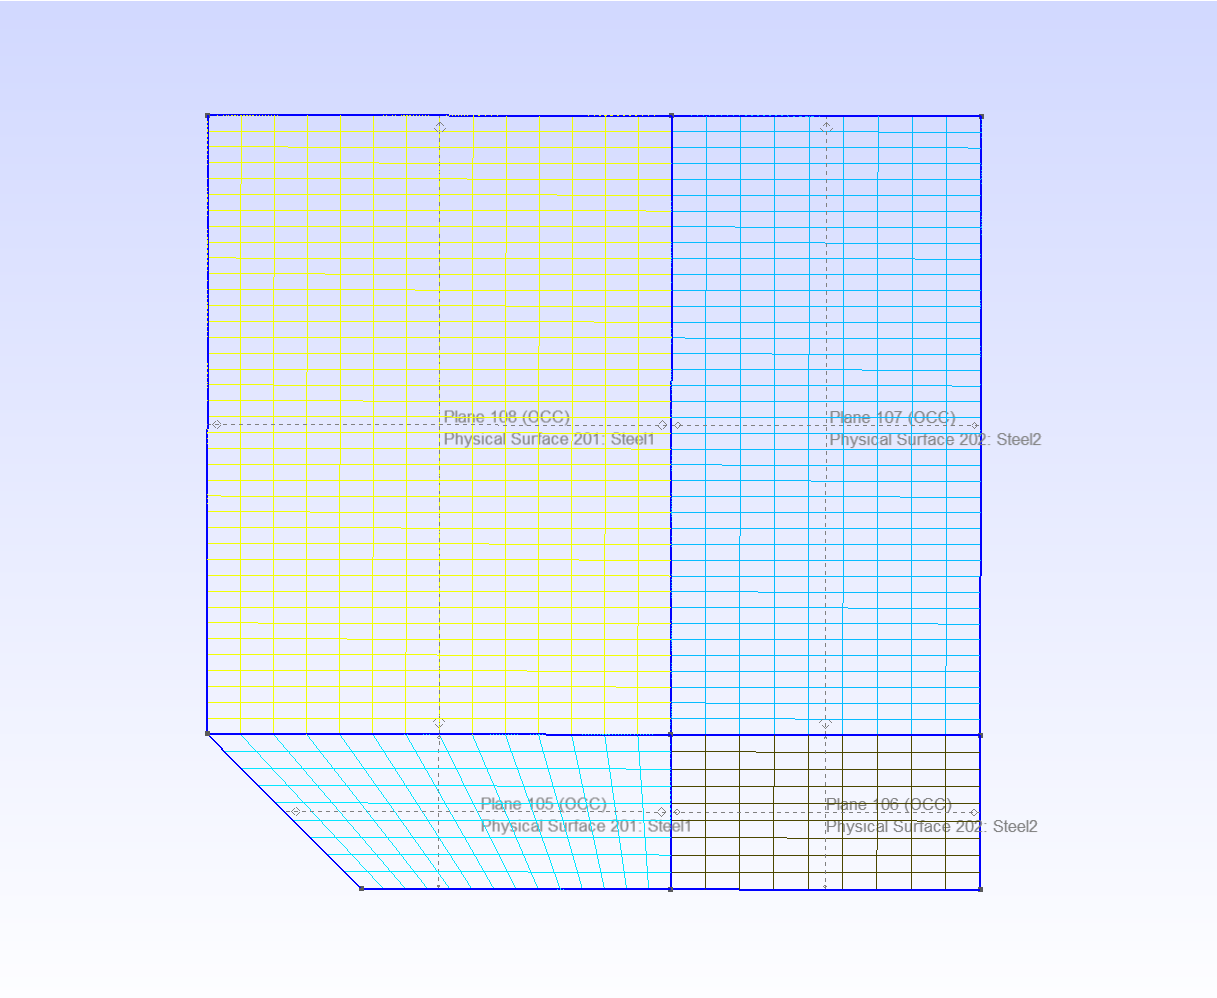 Plane 108 (OCC)
Physical Surface 201: Steel1
Plane 107 (OCC)
Physical Surface 202: Steel2
Plane 105 (OCC)
Physical Surface 201: Steel1
Plane 106 (OCC)
Physical Surface 202: Steel2